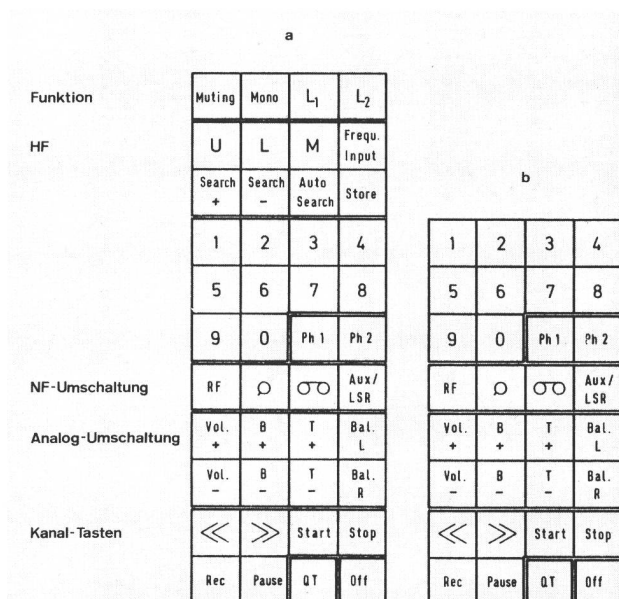 a
Funktion Muting Mono L₁ L₂
HF U L M Frequ. Input
Search + Search − Auto Search Store
b
1 2 3 4 1 2 3 4
5 6 7 8 5 6 7 8
9 0 Ph 1 Ph 2 9 0 Ph 1 Ph 2
NF-Umschaltung RF Aux/ LSR RF Aux/ LSR
Analog-Umschaltung Vol. + B + T + Bal. L Vol. + B + T + Bal. L
Vol. − B − T − Bal. R Vol. − B − T − Bal. R
Kanal-Tasten ≪ ≫ Start Stop ≪ ≫ Start Stop
Rec Pause QT Off Rec Pause QT Off